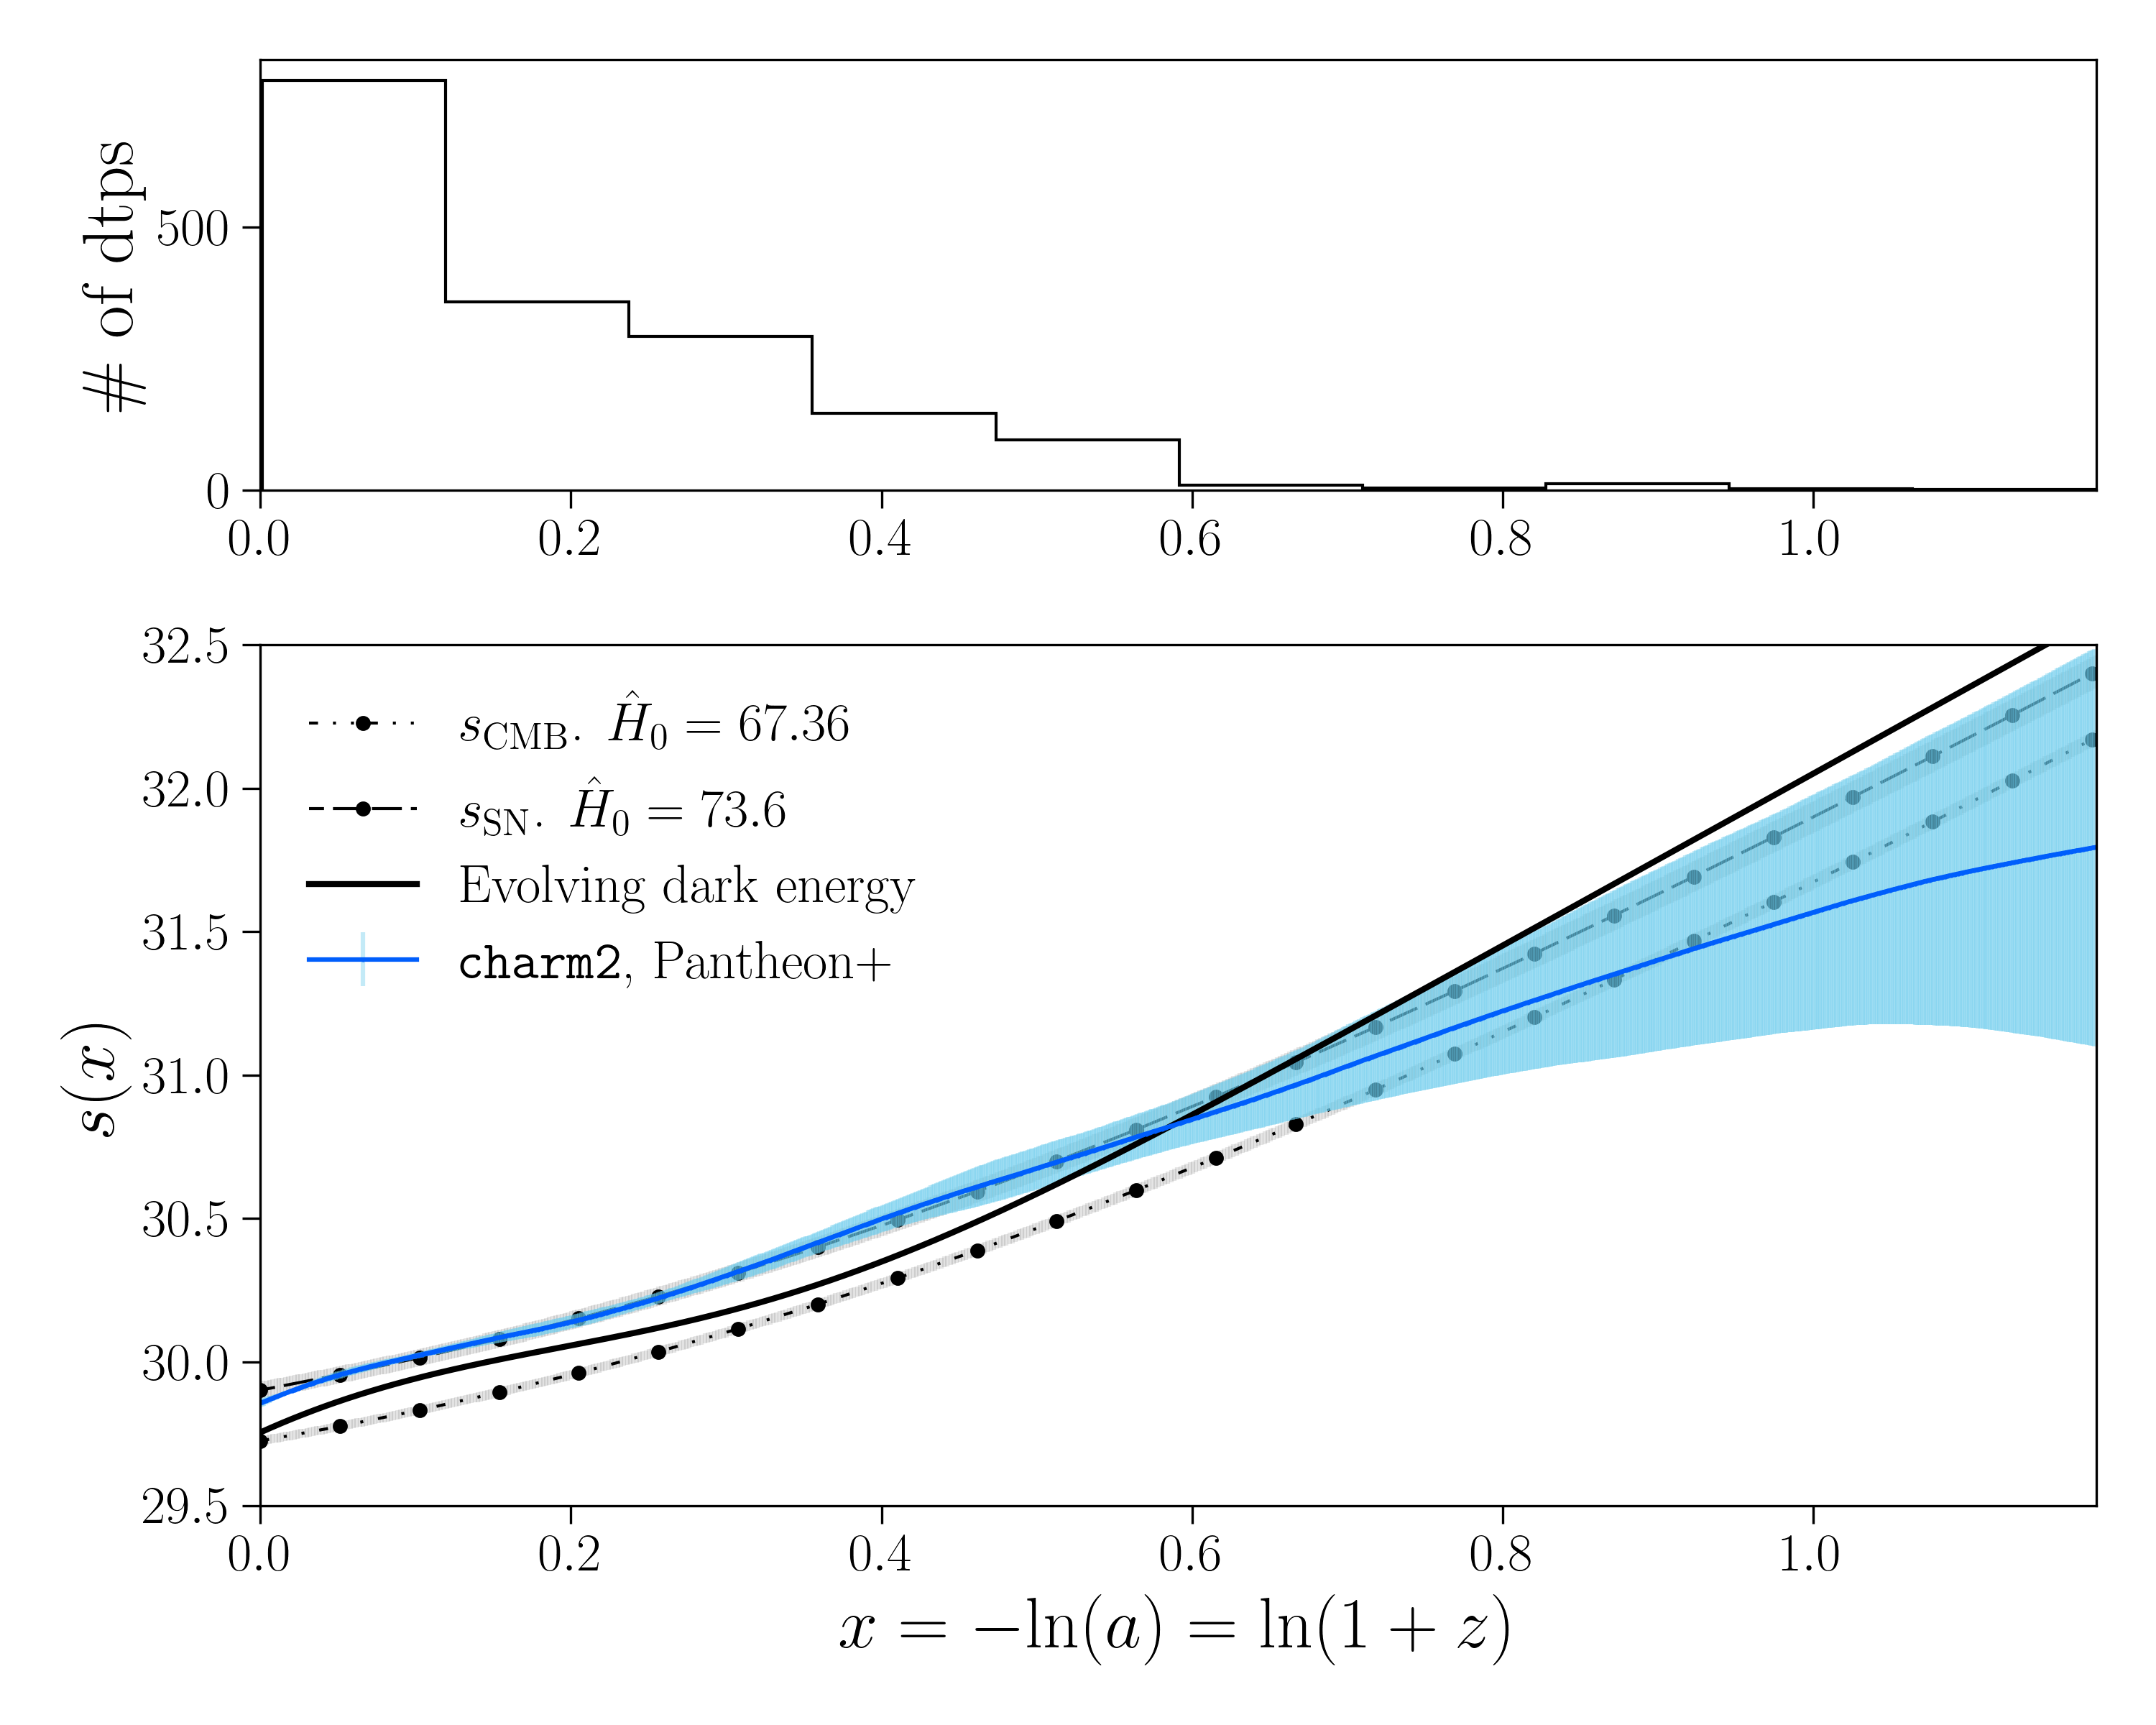 # of dtps
500
0
0.0 0.2 0.4 0.6 0.8 1.0
s(x)
32.5
32.0
31.5
31.0
30.5
30.0
29.5
s_CMB. Ĥ₀ = 67.36
s_SN. Ĥ₀ = 73.6
Evolving dark energy
charm2, Pantheon+
0.0 0.2 0.4 0.6 0.8 1.0
x = −ln(a) = ln(1 + z)